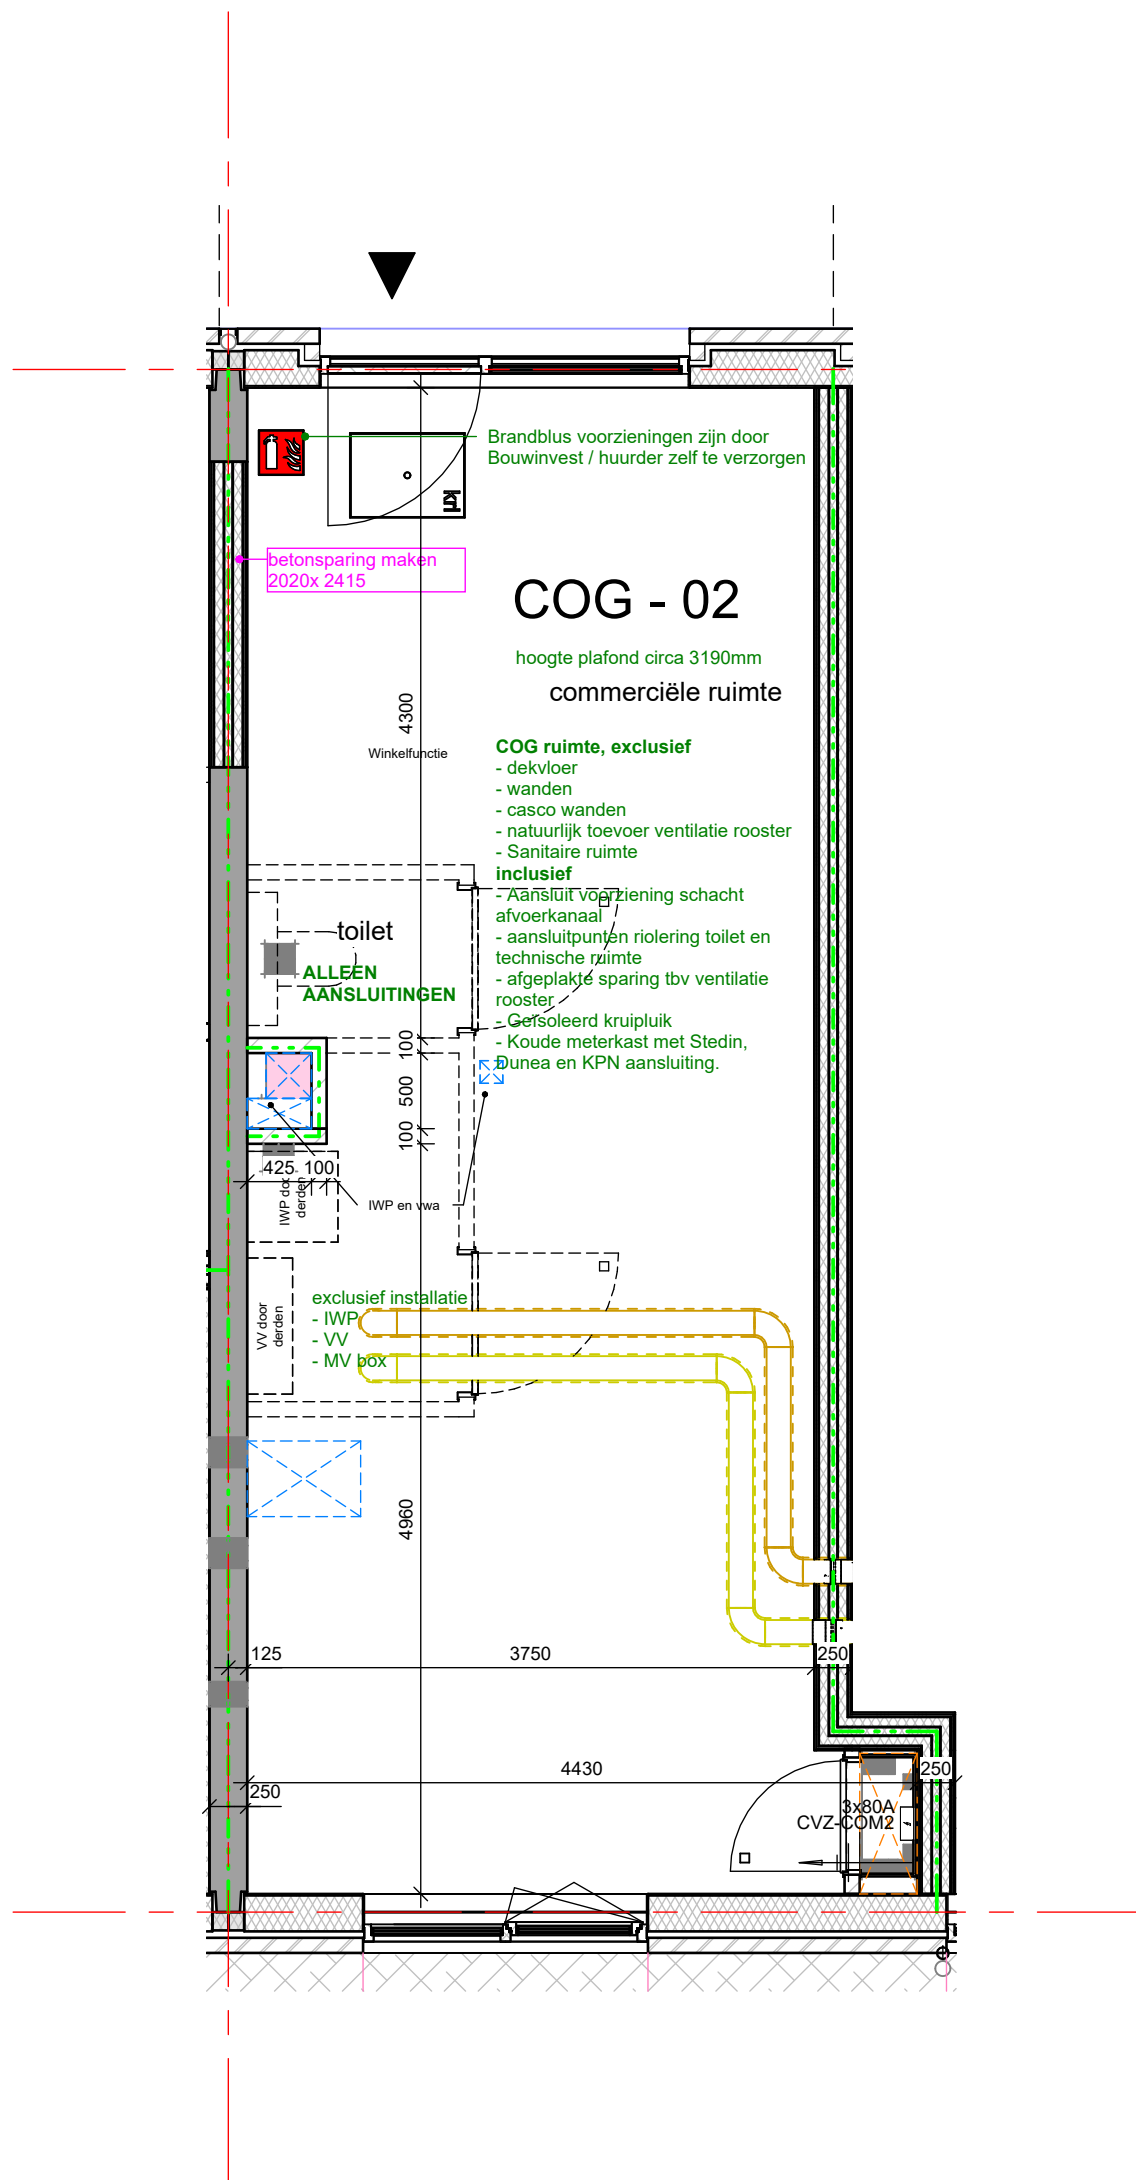 Brandblus voorzieningen zijn door
Bouwinvest / huurder zelf te verzorgen
krl
betonsparing maken
2020x 2415
COG - 02
hoogte plafond circa 3190mm
commerciële ruimte
4300
Winkelfunctie
COG ruimte, exclusief
- dekvloer
- wanden
- casco wanden
- natuurlijk toevoer ventilatie rooster
- Sanitaire ruimte
inclusief
- Aansluit voorziening schacht
afvoerkanaal
- aansluitpunten riolering toilet en
technische ruimte
- afgeplakte sparing tbv ventilatie
rooster
- Geïsoleerd kruipluik
- Koude meterkast met Stedin,
Dunea en KPN aansluiting.
toilet
ALLEEN
AANSLUITINGEN
100
500
100
425 100
IWP door
derden
IWP en vwa
VV door
derden
exclusief installatie
- IWP
- VV
- MV box
4960
125
3750
250
4430
250
250
3x80A
CVZ-COM2